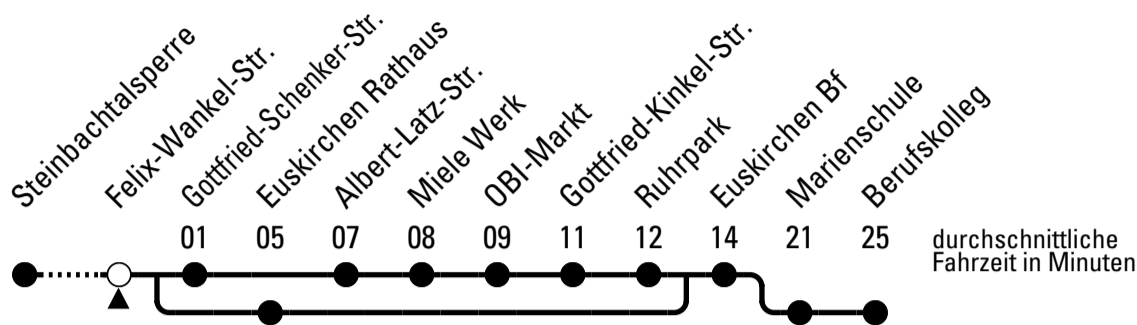 Steinbachtalsperre
Felix-Wankel-Str.
Gottfried-Schenker-Str.
Euskirchen Rathaus
Albert-Latz-Str.
Miele Werk
OBI-Markt
Gottfried-Kinkel-Str.
Ruhrpark
Euskirchen Bf
Marienschule
Berufskolleg
01 05 07 08 09 11 12 14 21 25
durchschnittliche
Fahrzeit in Minuten